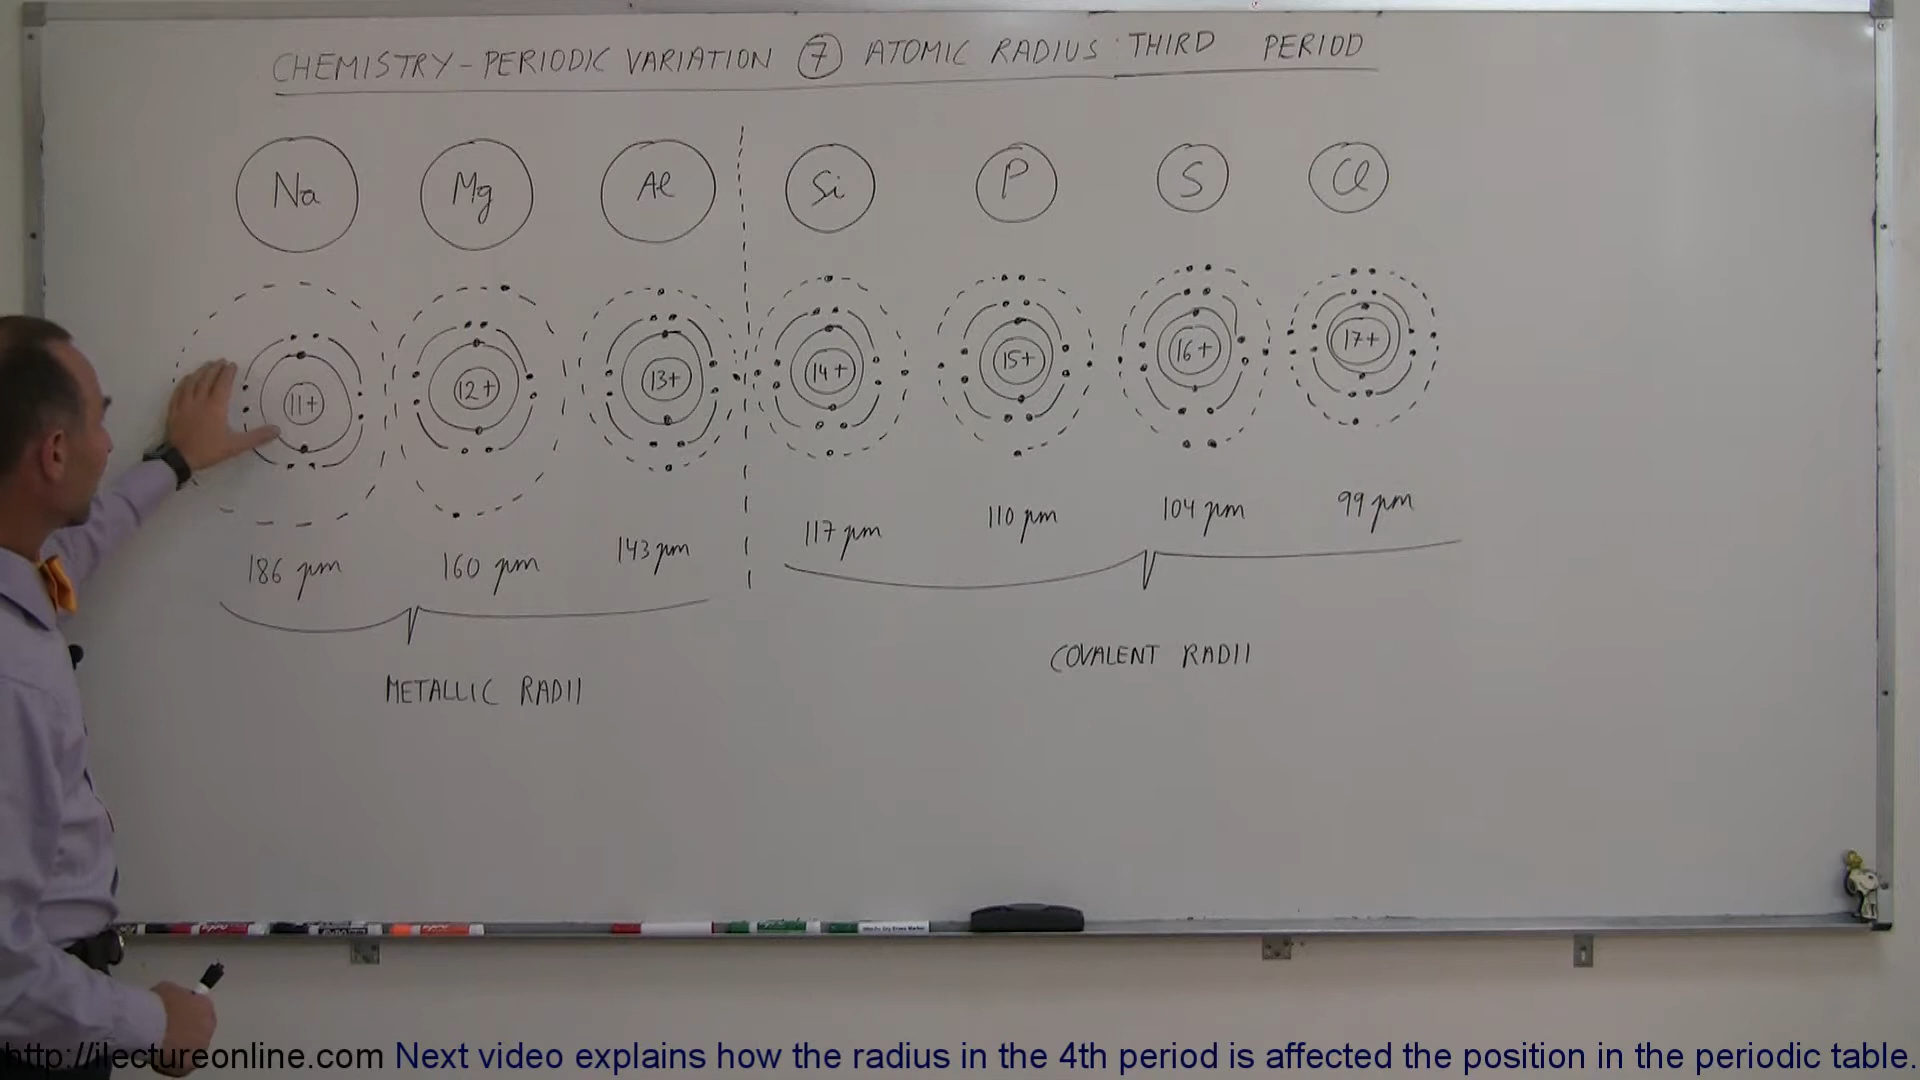 CHEMISTRY - PERIODIC VARIATION 7 ATOMIC RADIUS: THIRD PERIOD
Na Mg Al Si P S Cl
11+ 12+ 13+ 14+ 15+ 16+ 17+
186 pm 160 pm 143 pm 117 pm 110 pm 104 pm 99 pm
METALLIC RADII COVALENT RADII
http://ilectureonline.com Next video explains how the radius in the 4th period is affected the position in the periodic table.